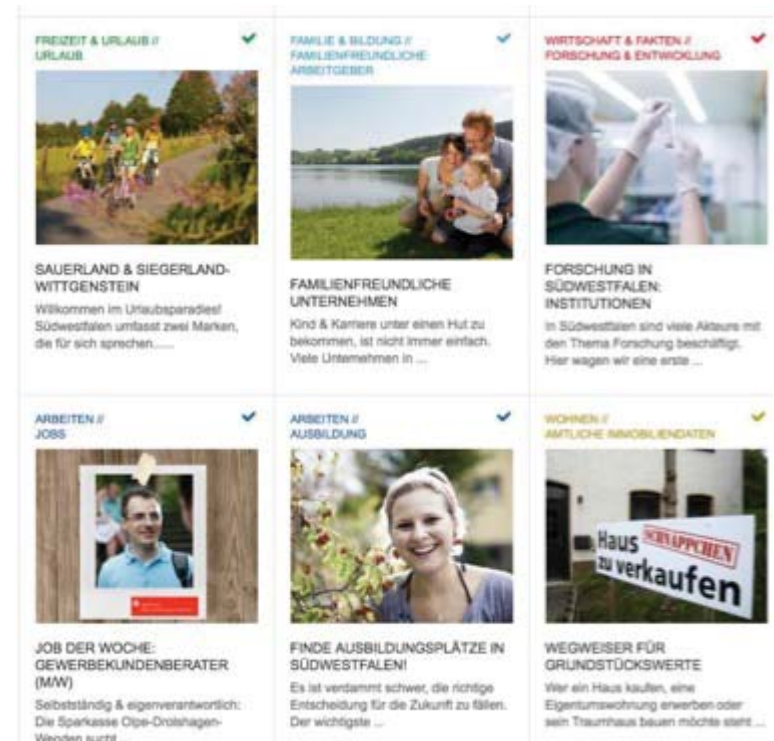 FREIZEIT & URLAUB //
URLAUB
SAUERLAND & SIEGERLAND-
WITTGENSTEIN
Willkommen im Urlaubsparadies!
Südwestfalen umfasst zwei Marken,
die für sich sprechen......
FAMILIE & BILDUNG //
FAMILIENFREUNDLICHE
ARBEITGEBER
FAMILIENFREUNDLICHE
UNTERNEHMEN
Kind & Karriere unter einen Hut zu
bekommen, ist nicht immer einfach.
Viele Unternehmen in ...
WIRTSCHAFT & FAKTEN //
FORSCHUNG & ENTWICKLUNG
FORSCHUNG IN
SÜDWESTFALEN:
INSTITUTIONEN
In Südwestfalen sind viele Akteure mit
den Thema Forschung beschäftigt.
Hier wagen wir eine erste ...
ARBEITEN //
JOBS
JOB DER WOCHE:
GEWERBEKUNDENBERATER
(M/W)
Selbstständig & eigenverantwortlich:
Die Sparkasse Olpe-Drolshagen-
Wenden sucht ...
ARBEITEN //
AUSBILDUNG
FINDE AUSBILDUNGSPLÄTZE IN
SÜDWESTFALEN!
Es ist verdammt schwer, die richtige
Entscheidung für die Zukunft zu fällen.
Der wichtigste ...
WOHNEN //
AMTLICHE IMMOBILIENDATEN
Haus SCHNÄPPCHEN
zu verkaufen
WEGWEISER FÜR
GRUNDSTÜCKSWERTE
Wer ein Haus kaufen, eine
Eigentumswohnung erwerben oder
sein Traumhaus bauen möchte steht ...